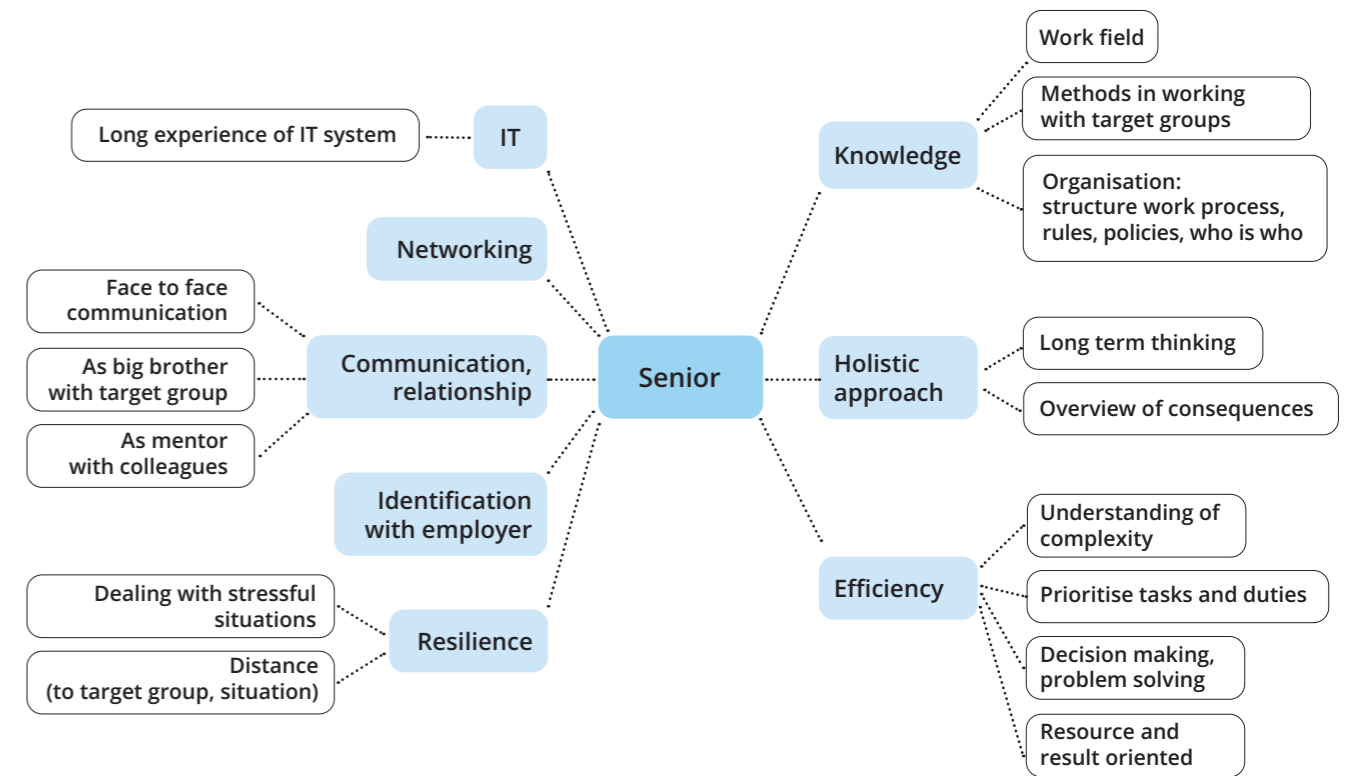 Work field
Methods in working
with target groups
Organisation:
structure work process,
rules, policies, who is who
Knowledge
Long experience of IT system
IT
Networking
Face to face
communication
As big brother
with target group
As mentor
with colleagues
Communication,
relationship
Senior
Holistic
approach
Long term thinking
Overview of consequences
Identification
with employer
Dealing with stressful
situations
Distance
(to target group, situation)
Resilience
Efficiency
Understanding of
complexity
Prioritise tasks and duties
Decision making,
problem solving
Resource and
result oriented